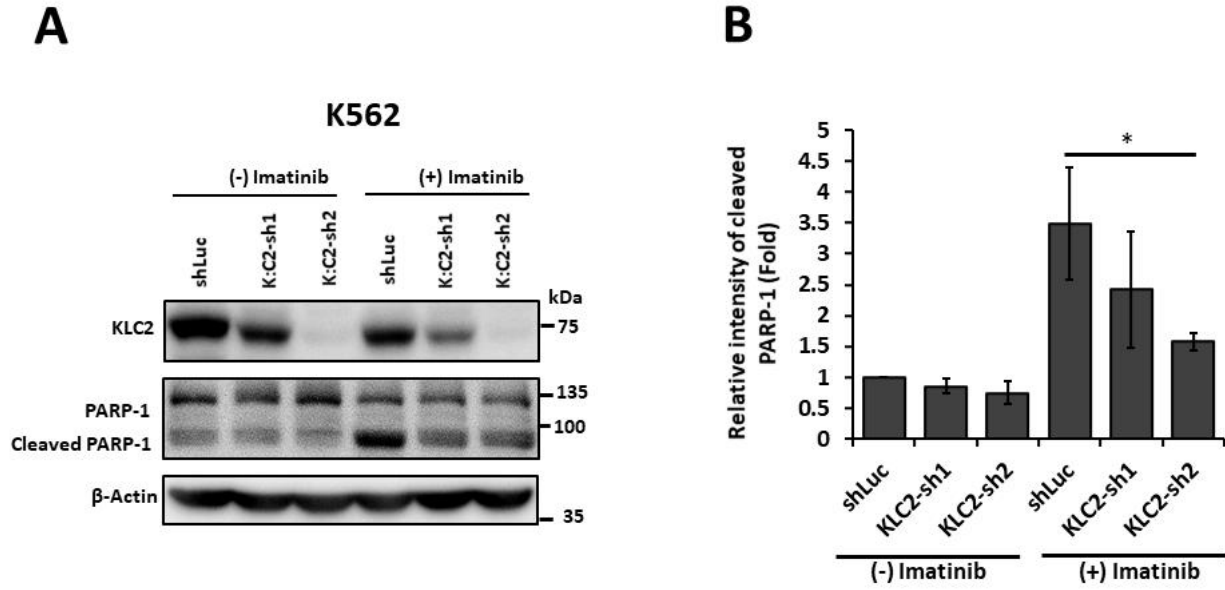 A
K562
(-) Imatinib
(+) Imatinib
shLuc
K:C2-sh1
K:C2-sh2
shLuc
K:C2-sh1
K:C2-sh2
kDa
KLC2
75
PARP-1
135
Cleaved PARP-1
100
β-Actin
35
B
Relative intensity of cleaved
PARP-1 (Fold)
5
4.5
4
3.5
3
2.5
2
1.5
1
0.5
0
*
shLuc
KLC2-sh1
KLC2-sh2
shLuc
KLC2-sh1
KLC2-sh2
(-) Imatinib
(+) Imatinib